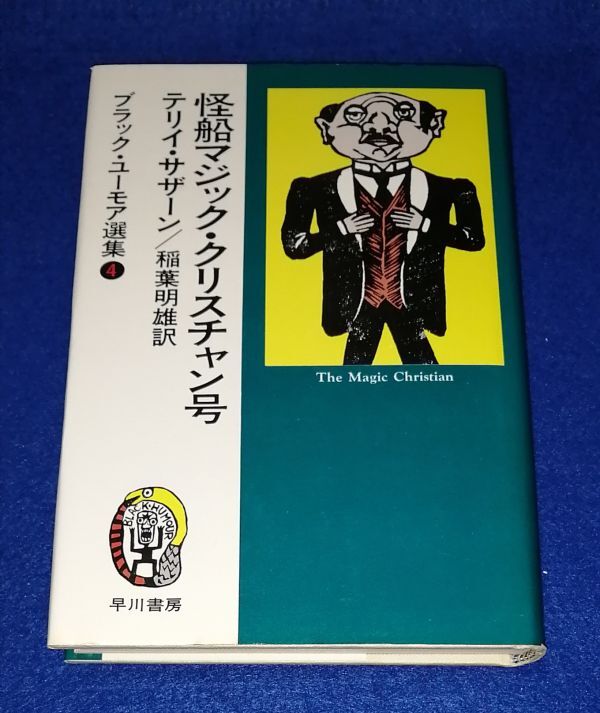 怪船マジック・クリスチャン号
テリイ・サザーン／稲葉明雄訳
ブラック・ユーモア選集4
The Magic Christian
BLACK・HUMOUR
早川書房